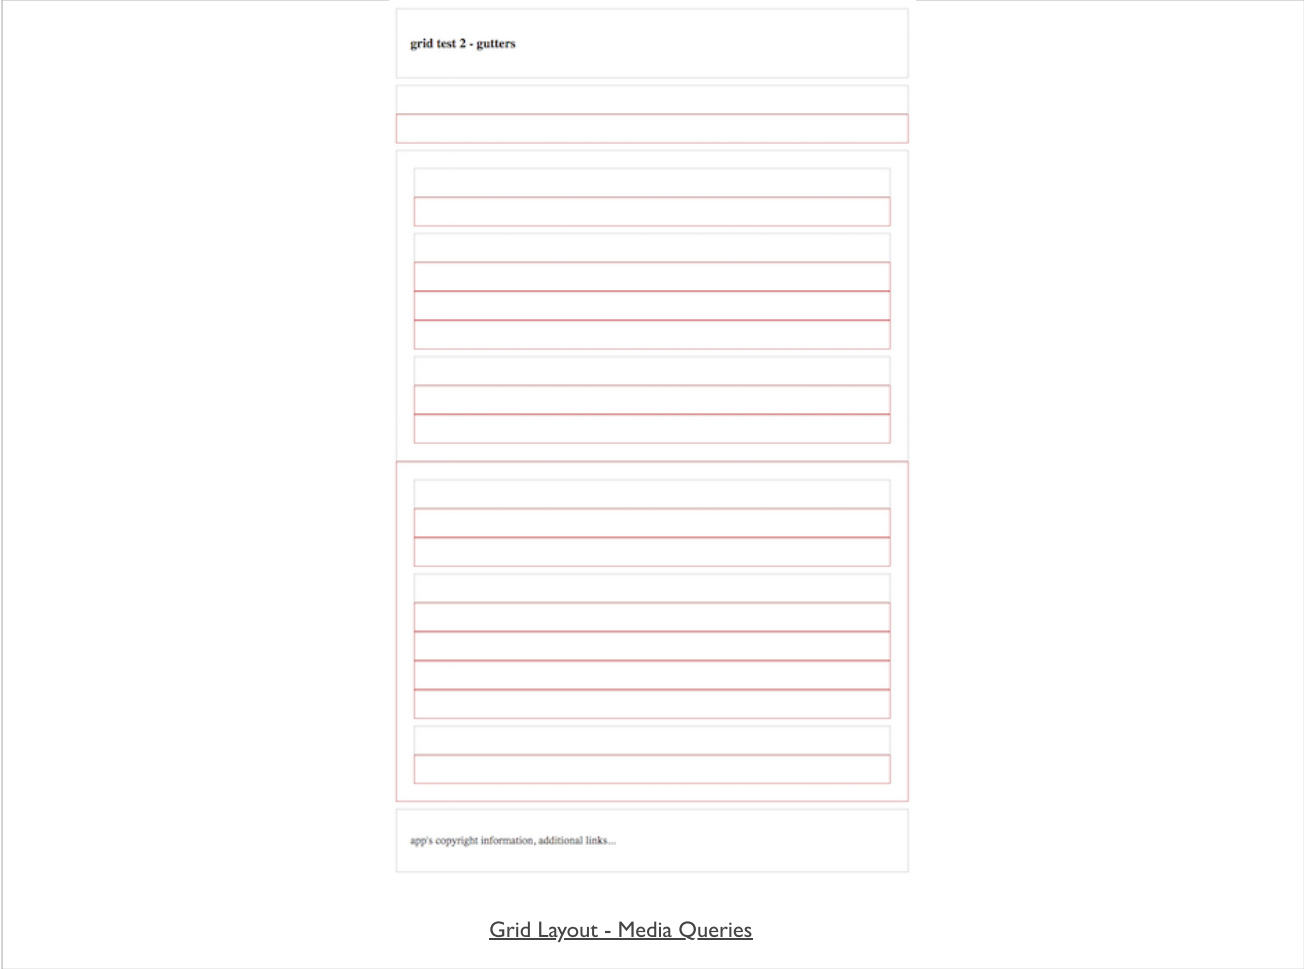 grid test 2 - gutters
app's copyright information, additional links...
Grid Layout - Media Queries